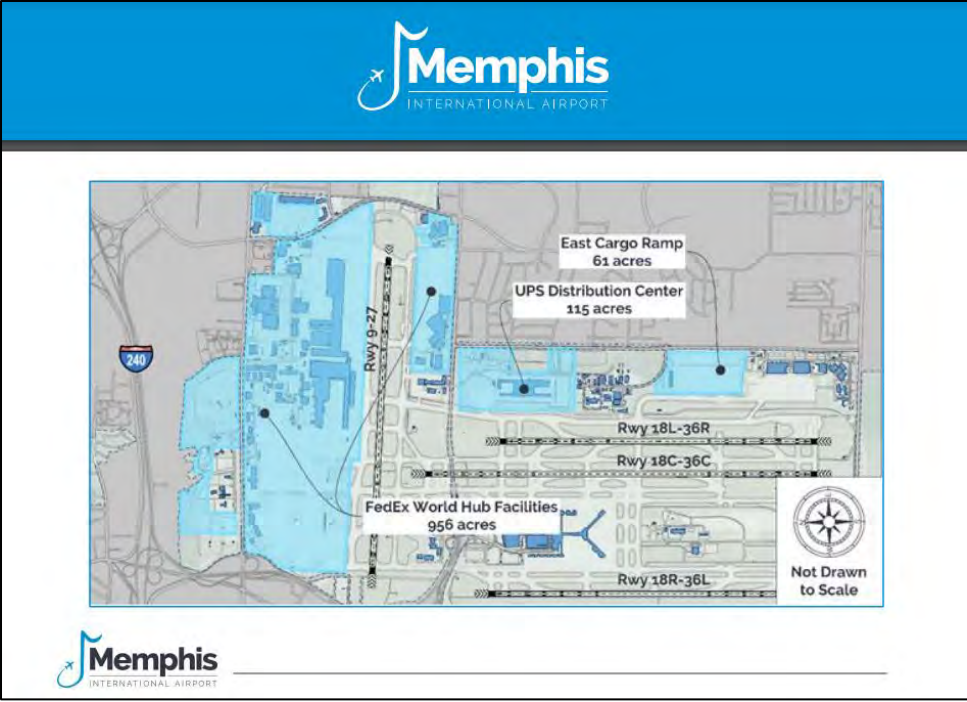 Memphis
INTERNATIONAL AIRPORT
East Cargo Ramp
61 acres
UPS Distribution Center
115 acres
Rwy 9-27
240
Rwy 18L-36R
Rwy 18C-36C
FedEx World Hub Facilities
956 acres
Rwy 18R-36L
Not Drawn
to Scale
Memphis
INTERNATIONAL AIRPORT